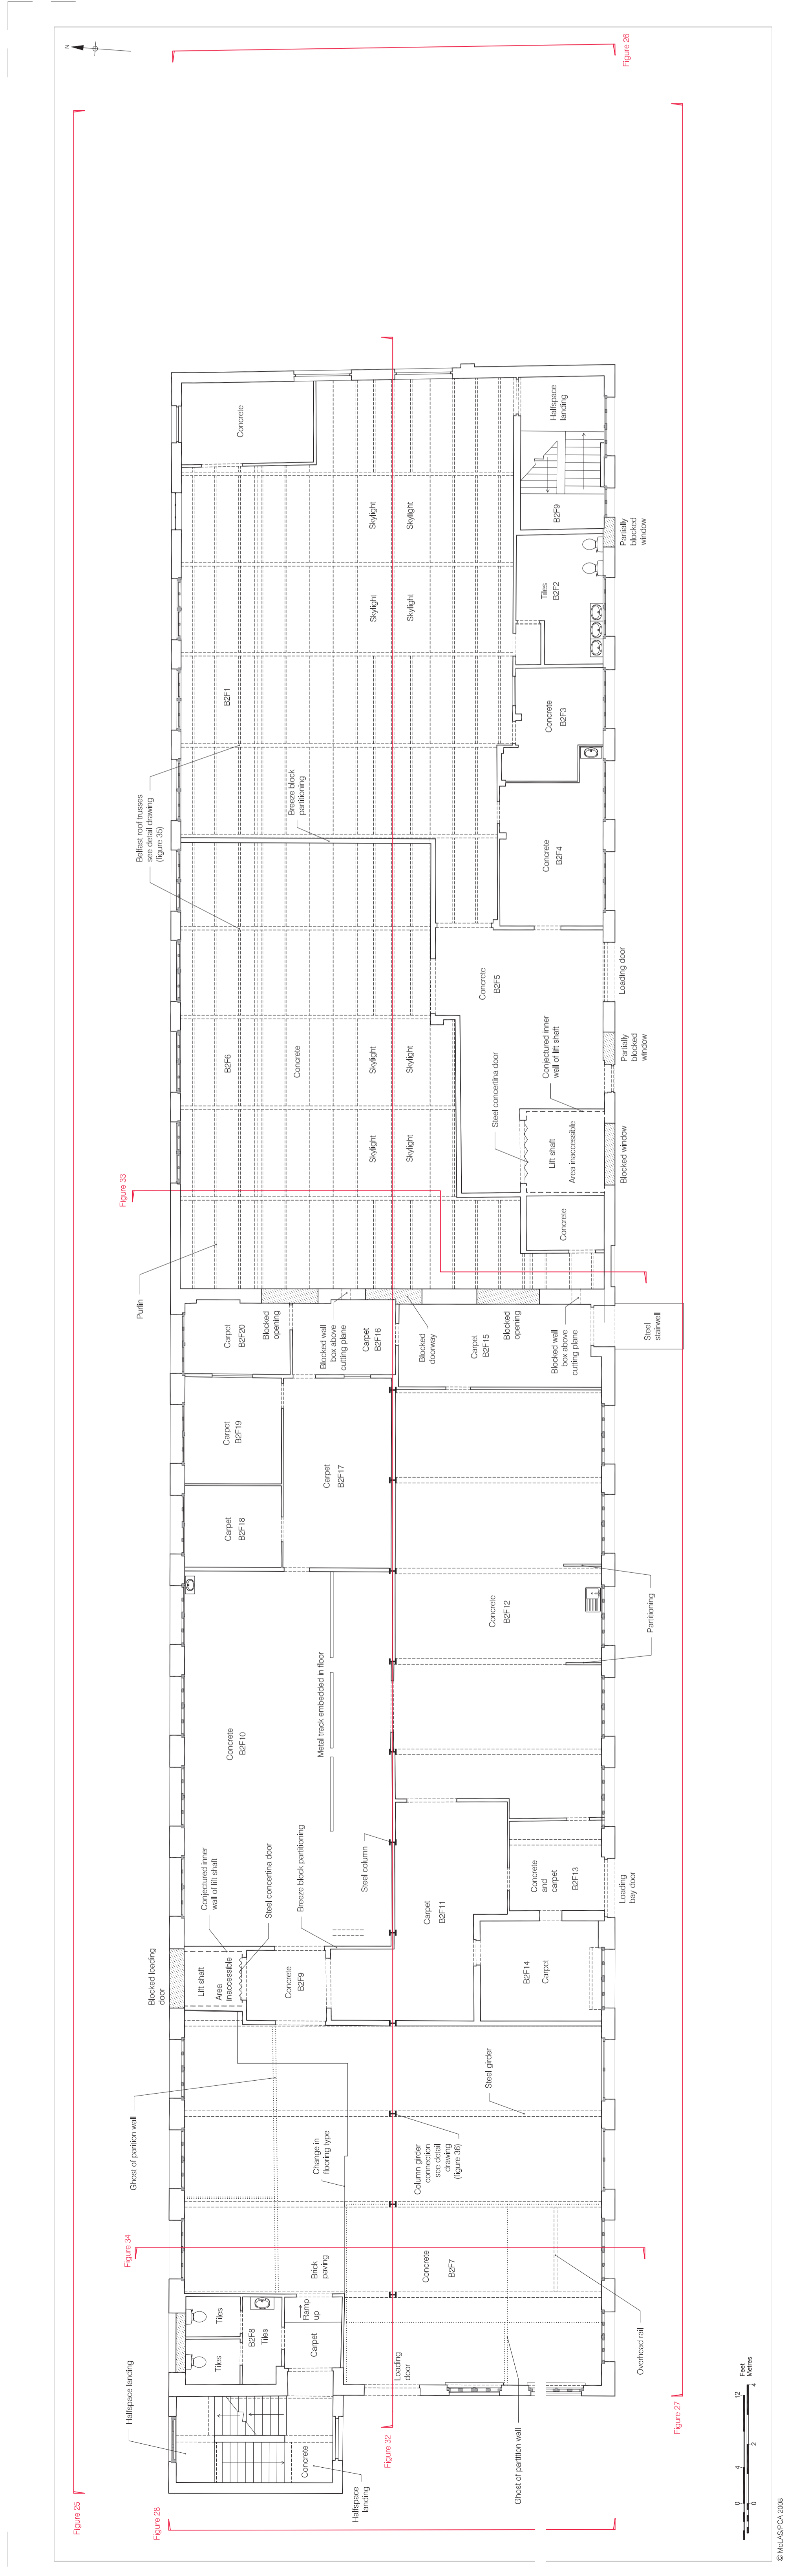 N
Figure 26
Figure 25
Figure 27
Figure 28
Figure 32
Figure 33
Figure 34
Concrete
Halfspace
landing
B2F9
Partially
blocked
window
Tiles
B2F2
Skylight
Skylight
Skylight
Skylight
B2F1
Concrete
B2F3
Belfast roof trusses
see detail drawing
(figure 35)
Breeze block
partitioning
Concrete
B2F4
Concrete
B2F5
Loading door
Partially
blocked
window
B2F6
Concrete
Skylight
Skylight
Skylight
Skylight
Steel concertina door
Conjectured inner
wall of lift shaft
Lift shaft
Area inaccessible
Blocked window
Concrete
Purlin
Carpet
B2F20
Blocked
opening
Blocked wall
box above
cutting plane
Carpet
B2F16
Blocked
doorway
Carpet
B2F15
Blocked
opening
Blocked wall
box above
cutting plane
Steel
stairwell
Carpet
B2F19
Carpet
B2F18
Carpet
B2F17
Concrete
B2F12
Partitioning
Concrete
B2F10
Metal track embedded in floor
Conjectured inner
wall of lift shaft
Steel concertina door
Breeze block partitioning
Steel column
Carpet
B2F11
Concrete
and
carpet
B2F13
Loading
bay door
B2F14
Carpet
Blocked loading
door
Lift shaft
Area
inaccessible
Concrete
B2F9
Ghost of parition wall
Change in
flooring type
Column girder
connection
see detail
drawing
(figure 36)
Steel girder
Brick
paving
Concrete
B2F7
Overhead rail
Tiles
Tiles
B2F8
Tiles
Ramp
up
Carpet
Loading
door
Ghost of partition wall
Halfspace landing
Concrete
Halfspace
landing
0
4
12
Feet
Metres
0
2
4
© MoLAS/PCA 2008